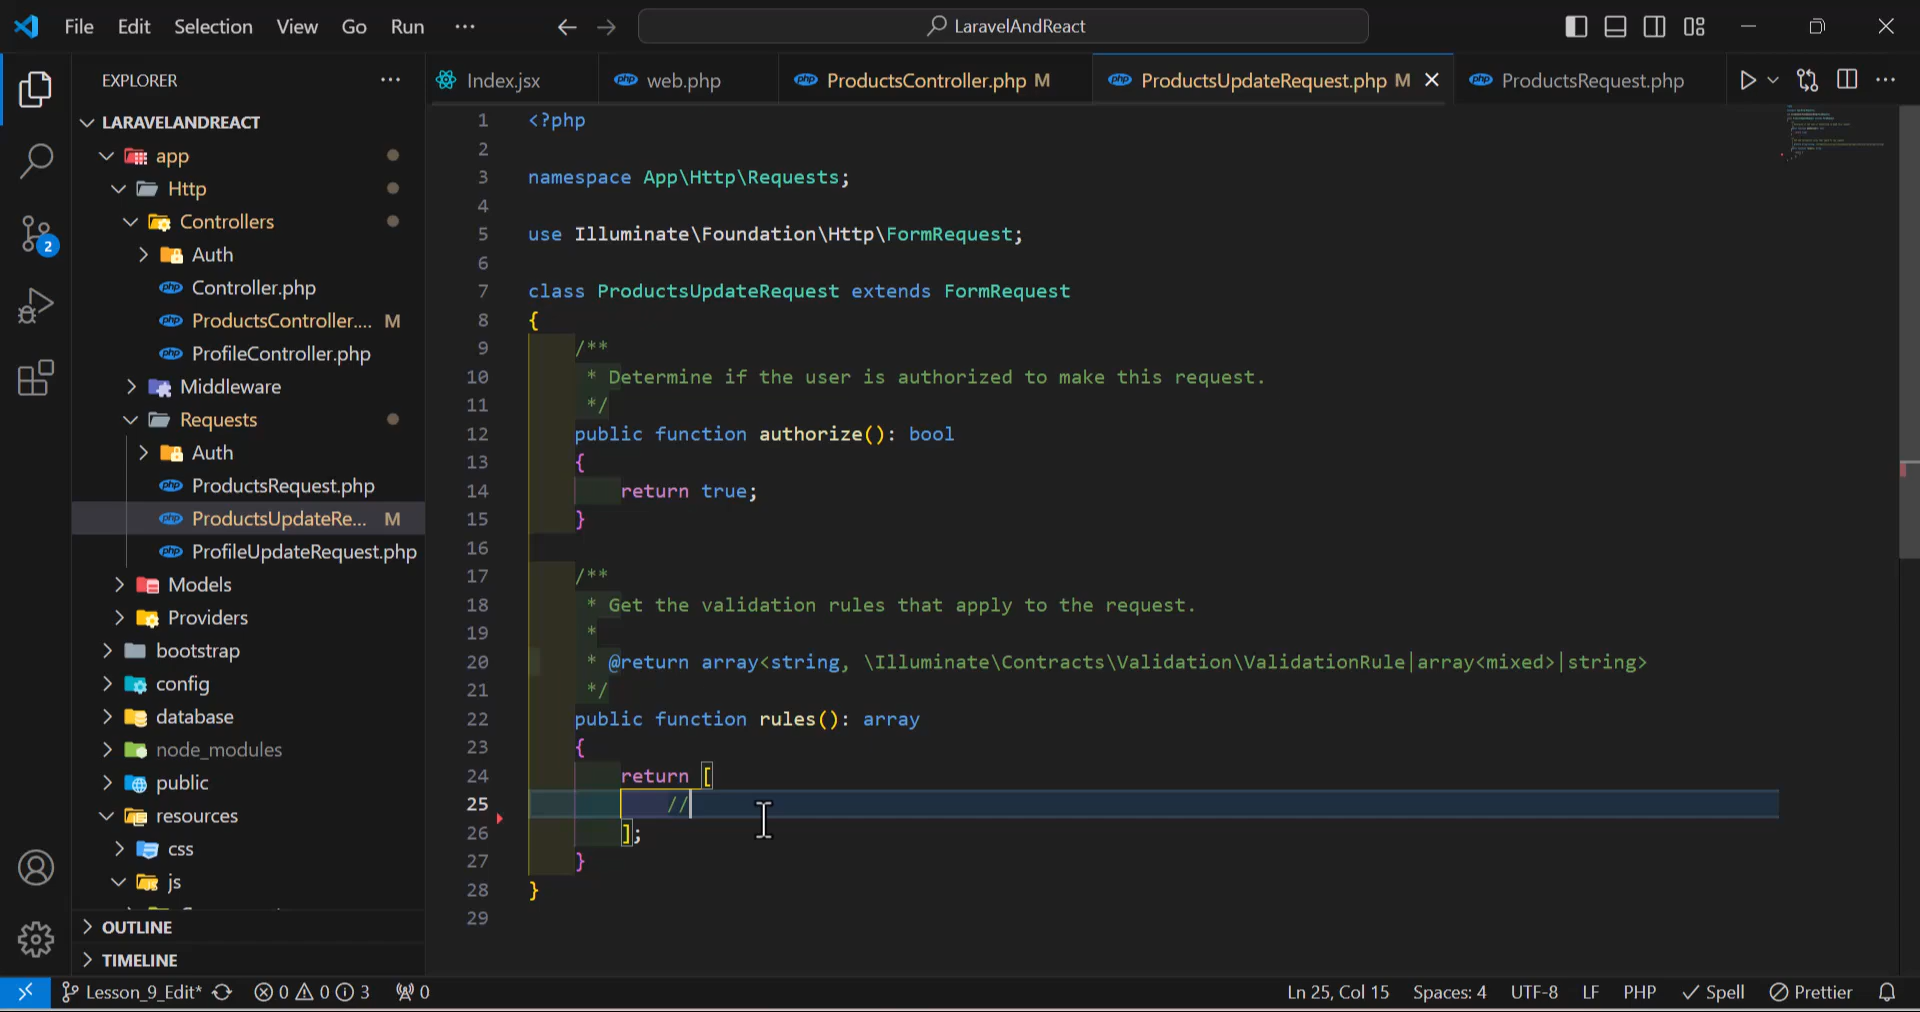 File Edit Selection View Go Run ··· LaravelAndReact
EXPLORER ···
Index.jsx web.php ProductsController.php M ProductsUpdateRequest.php M ProductsRequest.php ···
LARAVELANDREACT
app
Http
Controllers
Auth
Controller.php
ProductsController.... M
ProfileController.php
Middleware
Requests
Auth
ProductsRequest.php
ProductsUpdateRe... M
ProfileUpdateRequest.php
Models
Providers
bootstrap
config
database
node_modules
public
resources
css
js
OUTLINE
TIMELINE
2
1 <?php
2
3 namespace App\Http\Requests;
4
5 use Illuminate\Foundation\Http\FormRequest;
6
7 class ProductsUpdateRequest extends FormRequest
8 {
9 /**
10 * Determine if the user is authorized to make this request.
11 */
12 public function authorize(): bool
13 {
14 return true;
15 }
16
17 /**
18 * Get the validation rules that apply to the request.
19 *
20 * @return array<string, \Illuminate\Contracts\Validation\ValidationRule|array<mixed>|string>
21 */
22 public function rules(): array
23 {
24 return [
25 //
26 ];
27 }
28 }
29
Lesson_9_Edit* 0 0 3 0 Ln 25, Col 15 Spaces: 4 UTF-8 LF PHP Spell Prettier